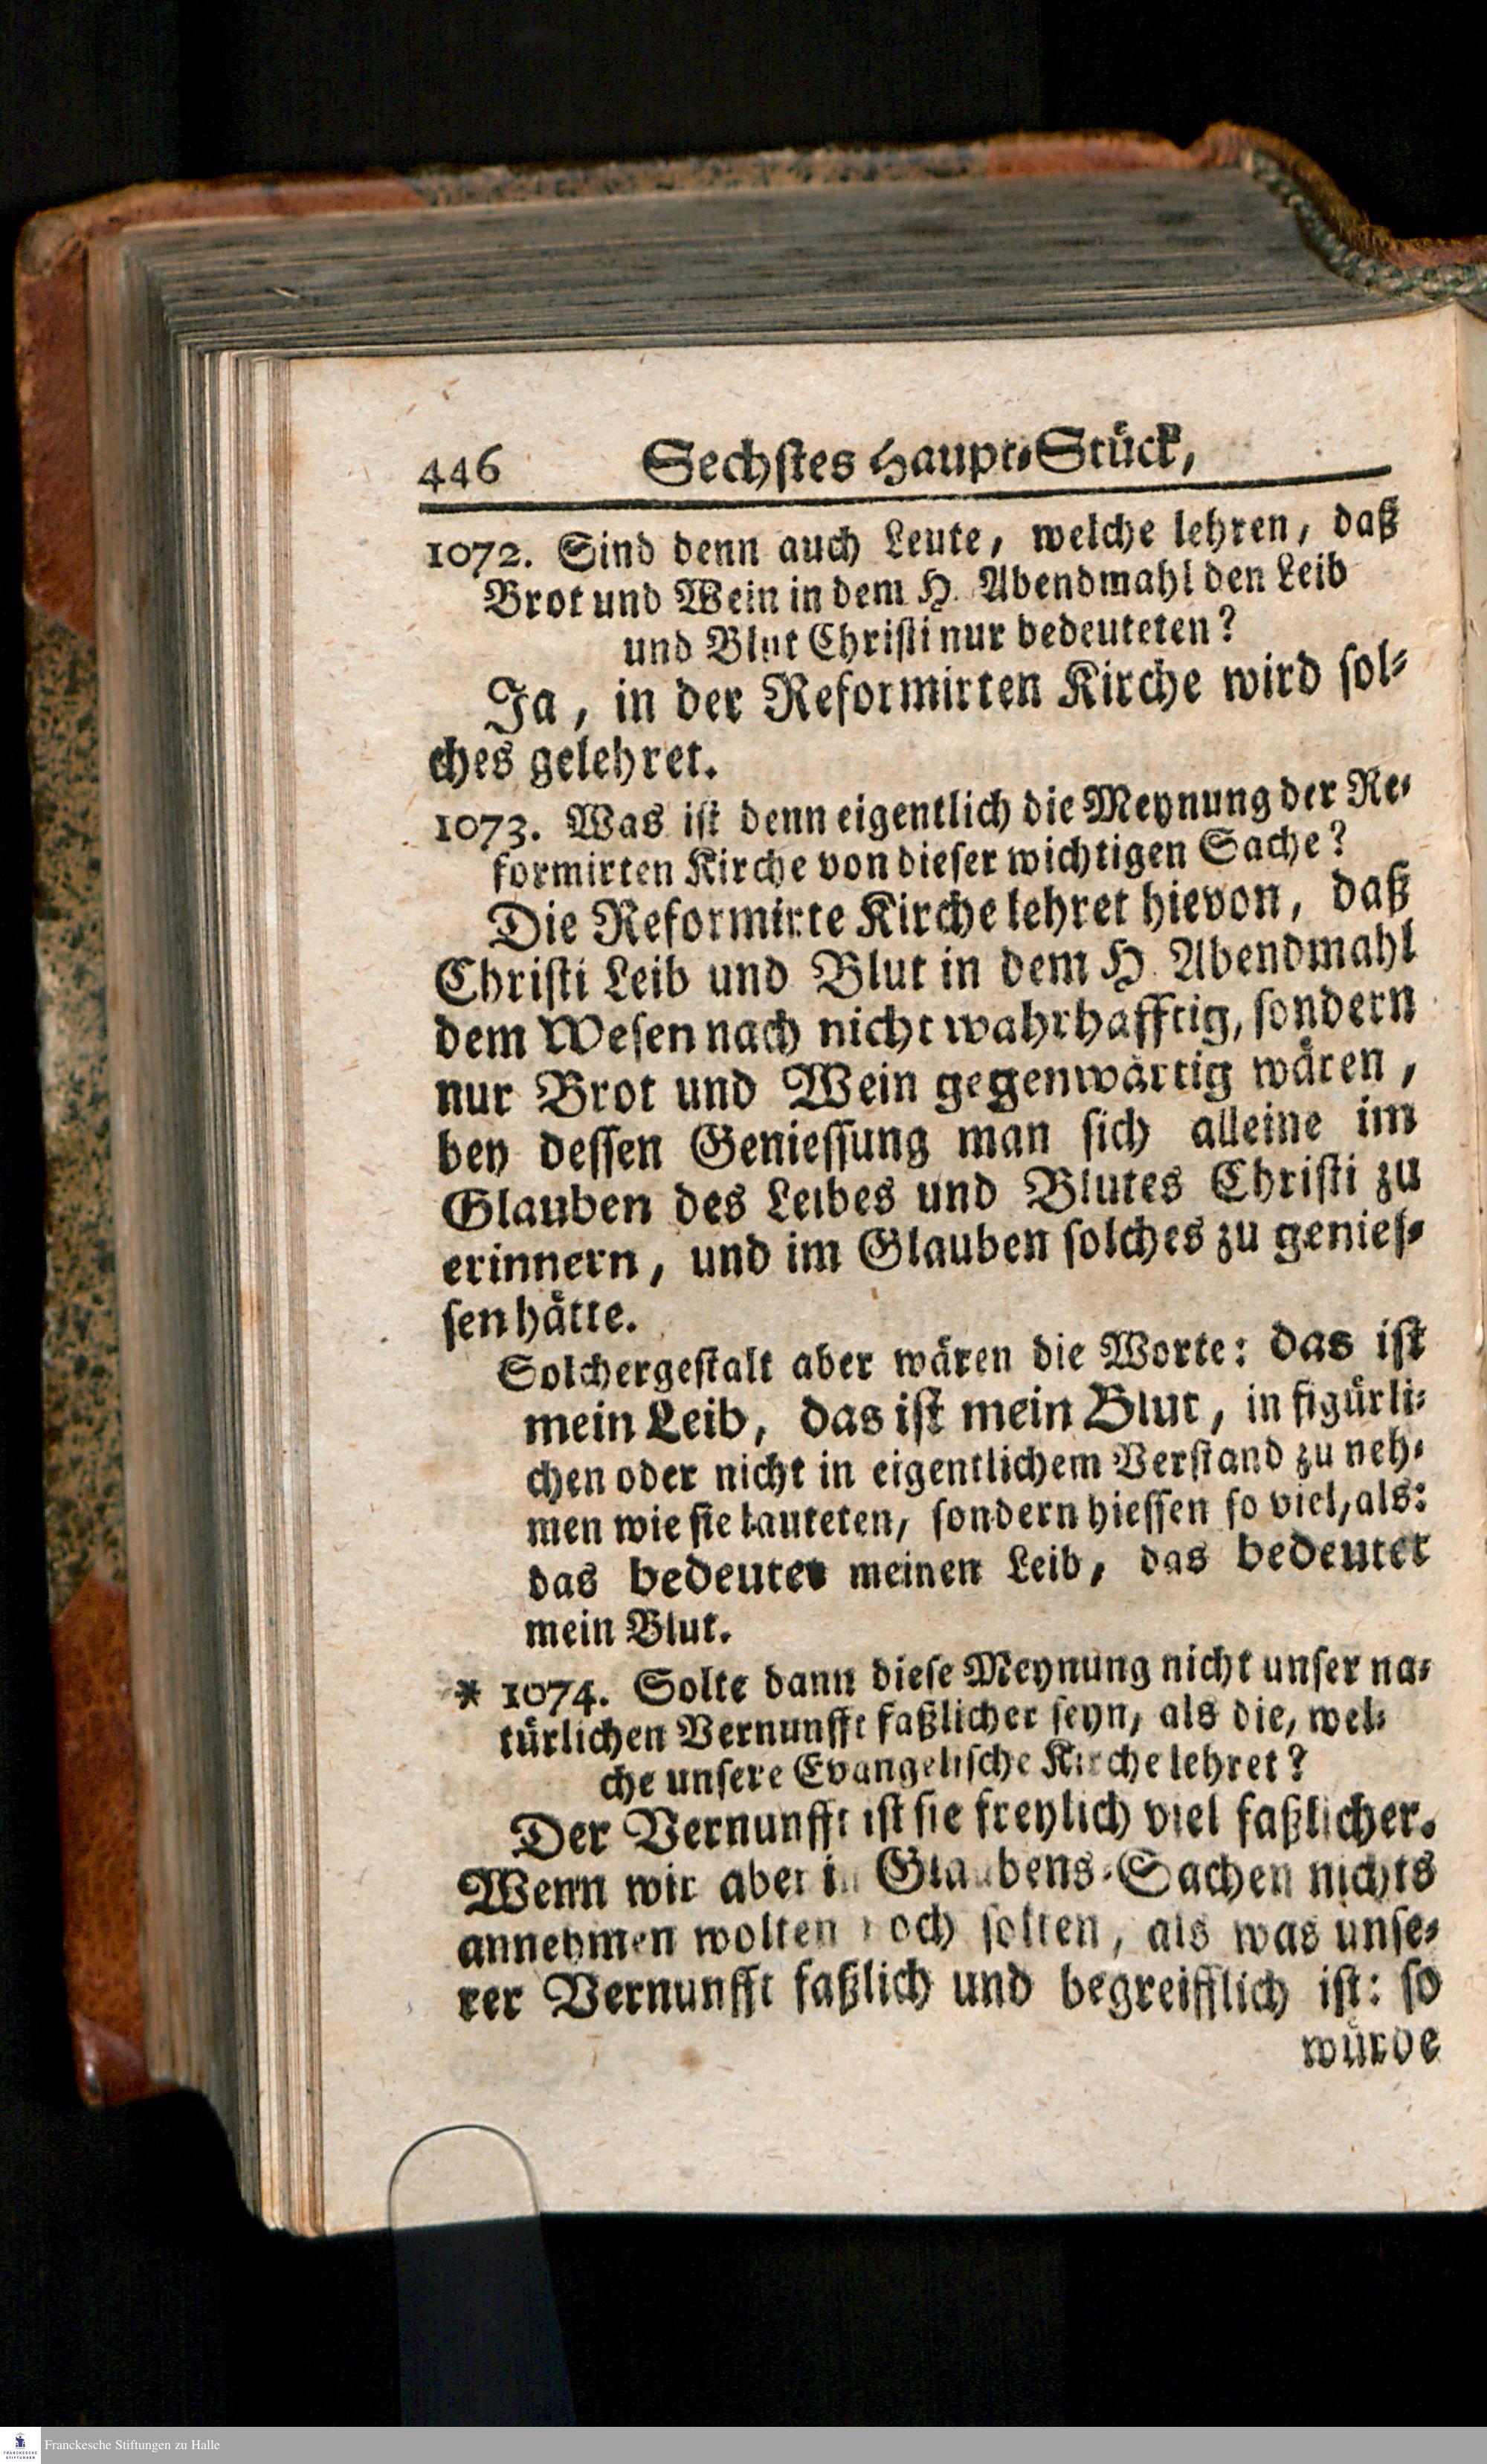 446 Sechstes Haupt-Stück,
1072. Sind denn auch Leute, welche lehren, daß
Brot und Wein in dem H. Abendmahl den Leib
und Blut Christi nur bedeuteten?
Ja, in der Reformirten Kirche wird sol-
ches gelehret.
1073. Was ist denn eigentlich die Meynung der Re-
formirten Kirche von dieser wichtigen Sache?
Die Reformirte Kirche lehret hievon, daß
Christi Leib und Blut in dem H. Abendmahl
dem Wesen nach nicht wahrhafftig, sondern
nur Brot und Wein gegenwärtig wären,
bey dessen Geniessung man sich alleine im
Glauben des Leibes und Blutes Christi zu
erinnern, und im Glauben solches zu genies-
sen hätte.
Solchergestalt aber wären die Worte: das ist
mein Leib, das ist mein Blut, in figürli-
chen oder nicht in eigentlichem Verstand zu neh-
men wie sie lauteten, sondern hiessen so viel, als:
das bedeutet meinen Leib, das bedeutet
mein Blut.
* 1074. Solte dann diese Meynung nicht unser na-
türlichen Vernunfft faßlicher seyn, als die, wel-
che unsere Evangelische Kirche lehret?
Der Vernunfft ist sie freylich viel faßlicher.
Wenn wir aber in Glaubens-Sachen nichts
annehmen wolten noch solten, als was unse-
rer Vernunfft faßlich und begreifflich ist: so
würde
Franckesche Stiftungen zu Halle
FRANCKESCHE
STIFTUNGEN